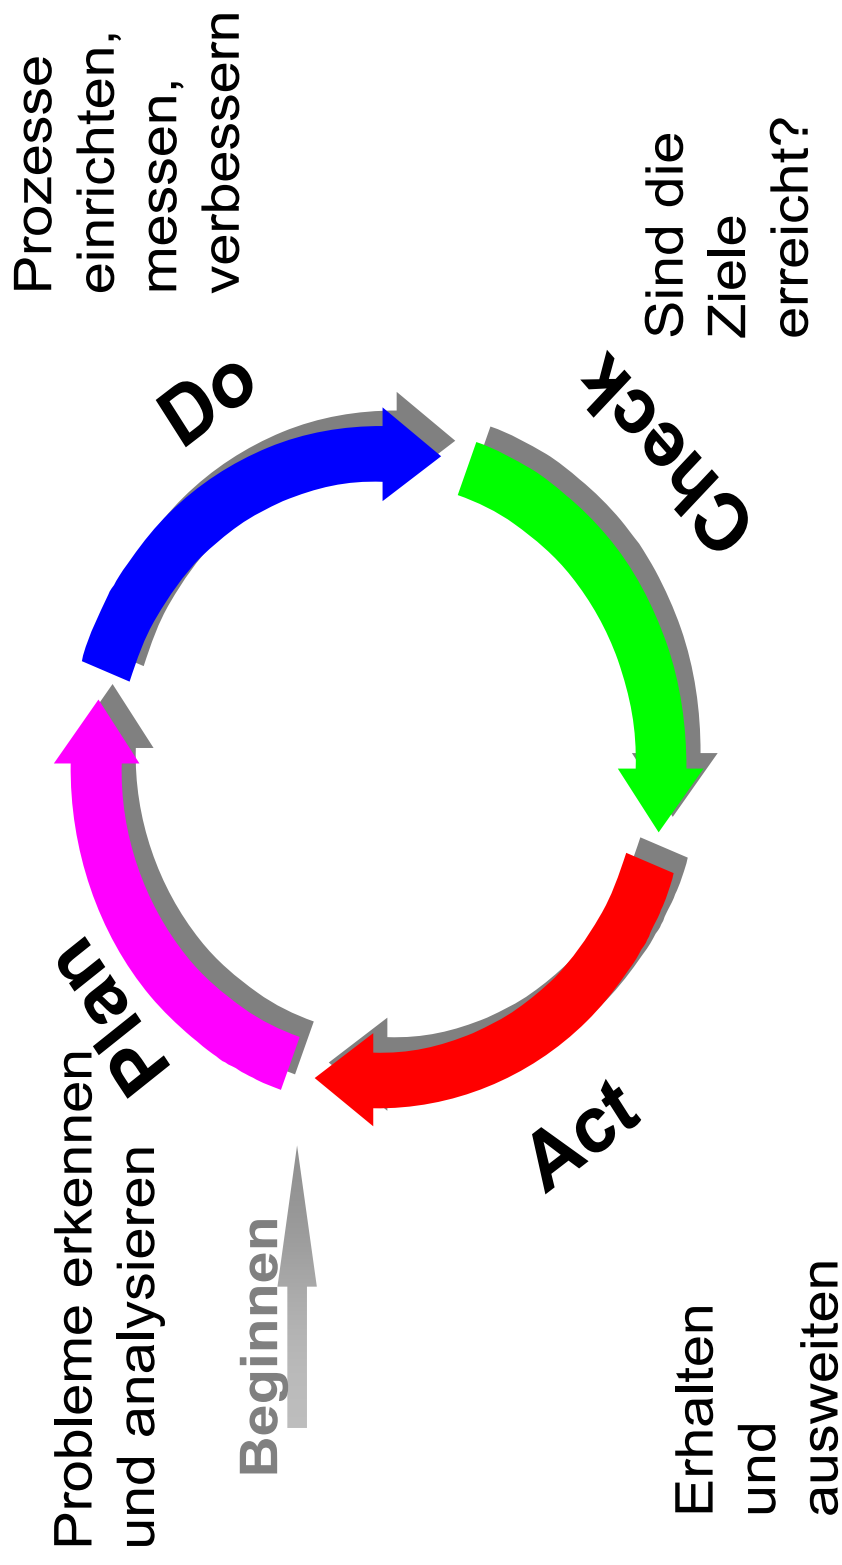 Probleme erkennen
und analysieren
Beginnen
Plan
Prozesse
einrichten,
messen,
verbessern
Do
Sind die
Ziele
erreicht?
Check
Act
Erhalten
und
ausweiten